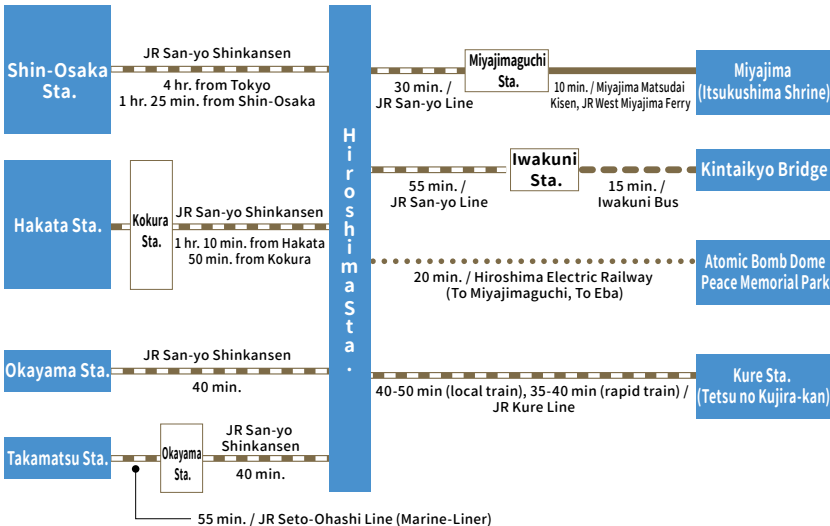 Shin-Osaka
Sta.
JR San-yo Shinkansen
4 hr. from Tokyo
1 hr. 25 min. from Shin-Osaka
Hakata Sta.
Kokura
Sta.
JR San-yo Shinkansen
1 hr. 10 min. from Hakata
50 min. from Kokura
Okayama Sta.
JR San-yo Shinkansen
40 min.
Takamatsu Sta.
Okayama
Sta.
JR San-yo
Shinkansen
40 min.
55 min. / JR Seto-Ohashi Line (Marine-Liner)
Hiroshima Sta.
30 min. /
JR San-yo Line
Miyajimaguchi
Sta.
10 min. / Miyajima Matsudai
Kisen, JR West Miyajima Ferry
Miyajima
(Itsukushima Shrine)
55 min. /
JR San-yo Line
Iwakuni
Sta.
15 min. /
Iwakuni Bus
Kintaikyo Bridge
20 min. / Hiroshima Electric Railway
(To Miyajimaguchi, To Eba)
Atomic Bomb Dome
Peace Memorial Park
40-50 min (local train), 35-40 min (rapid train) /
JR Kure Line
Kure Sta.
(Tetsu no Kujira-kan)